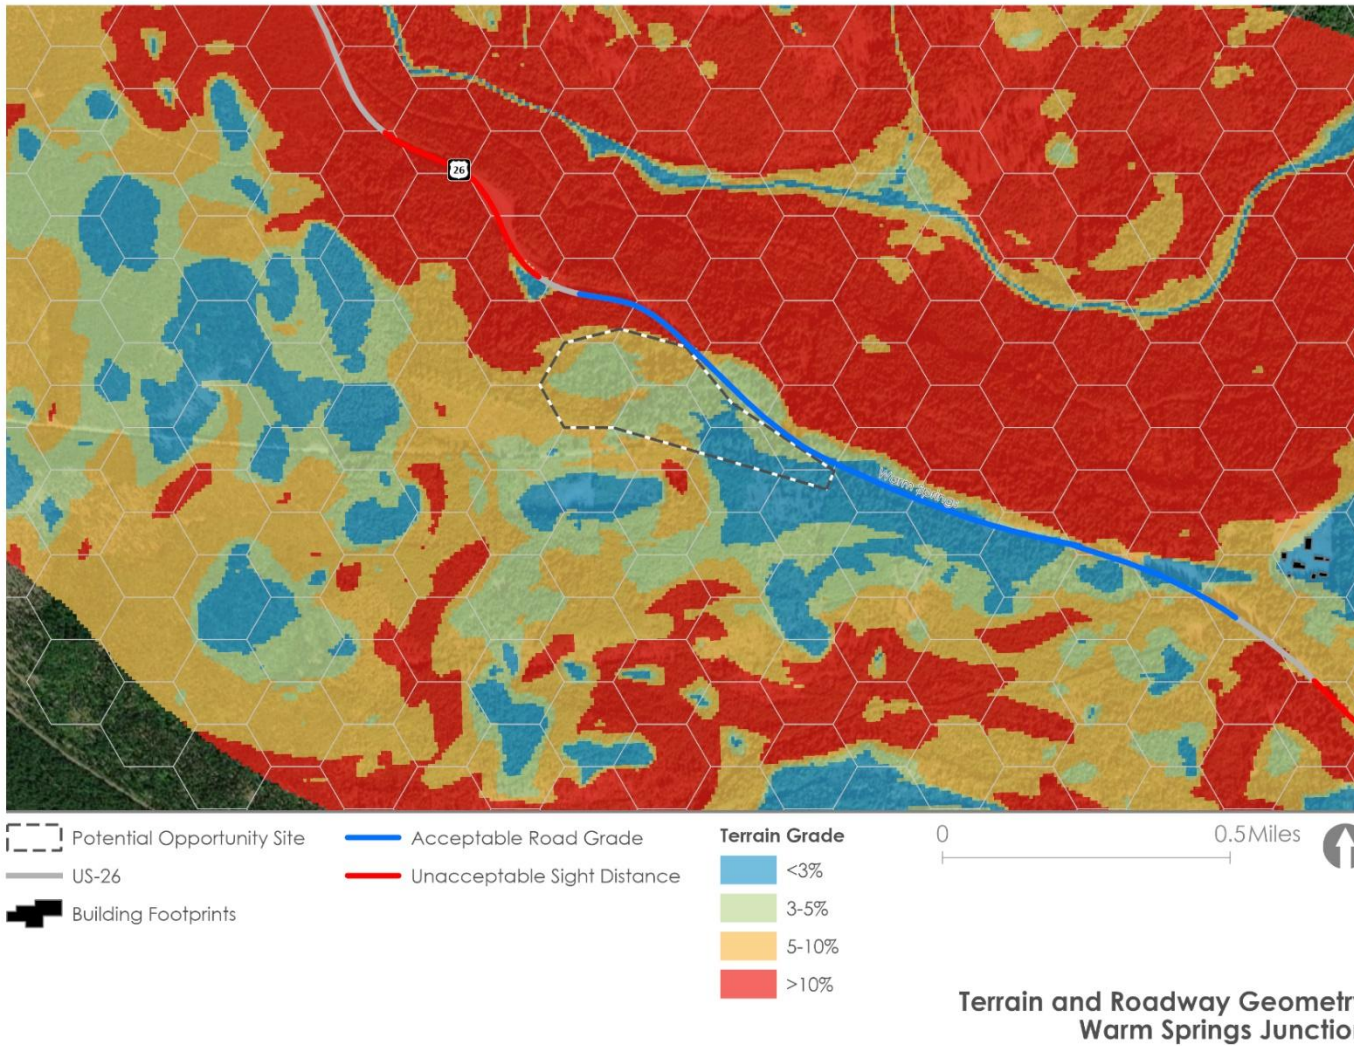 26
Warm Springs
Potential Opportunity Site
US-26
Building Footprints
Acceptable Road Grade
Unacceptable Sight Distance
Terrain Grade
<3%
3-5%
5-10%
>10%
0 0.5Miles
Terrain and Roadway Geometr
Warm Springs Junction